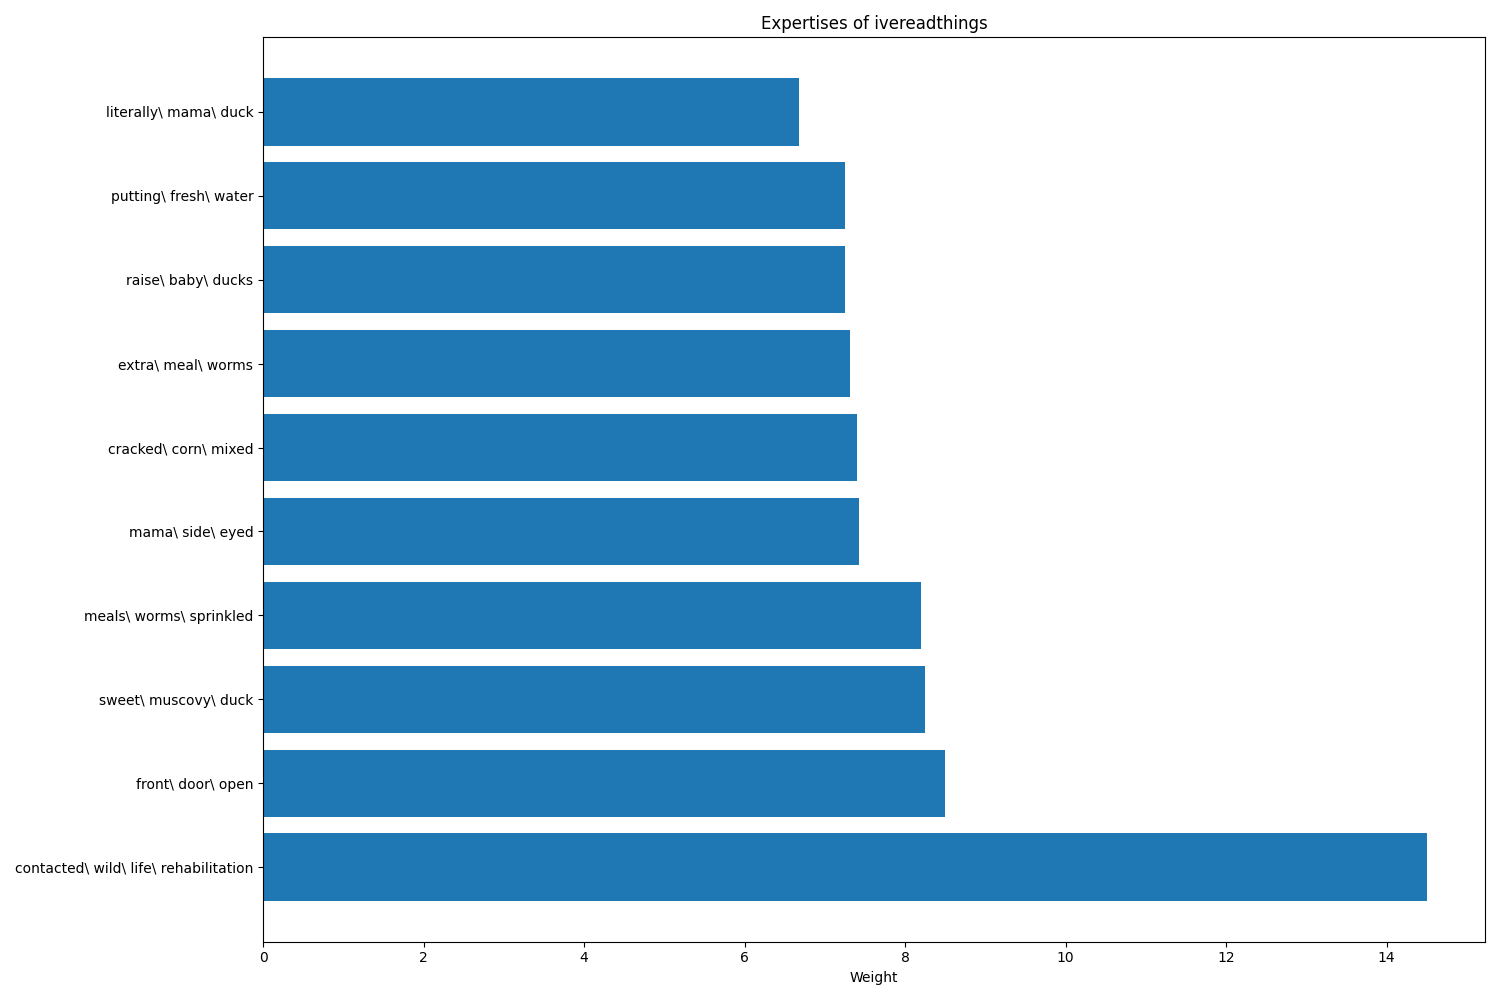 Expertises of ivereadthings
literally\ mama\ duck
putting\ fresh\ water
raise\ baby\ ducks
extra\ meal\ worms
cracked\ corn\ mixed
mama\ side\ eyed
meals\ worms\ sprinkled
sweet\ muscovy\ duck
front\ door\ open
contacted\ wild\ life\ rehabilitation
0 2 4 6 8 10 12 14
Weight